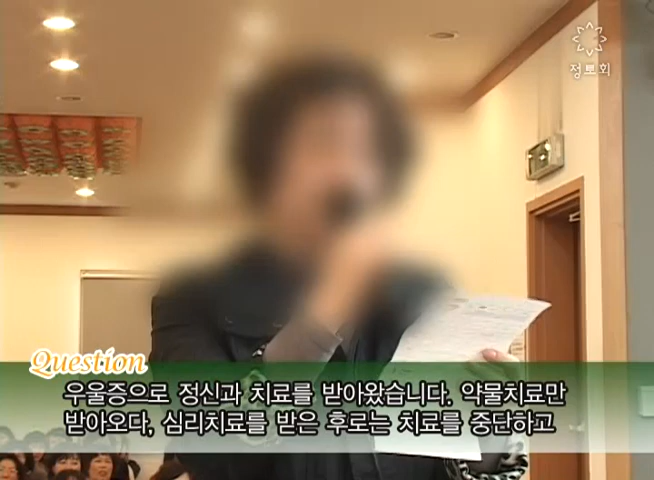 정토회
Question
우울증으로 정신과 치료를 받아왔습니다. 약물치료만
받아오다, 심리치료를 받은 후로는 치료를 중단하고